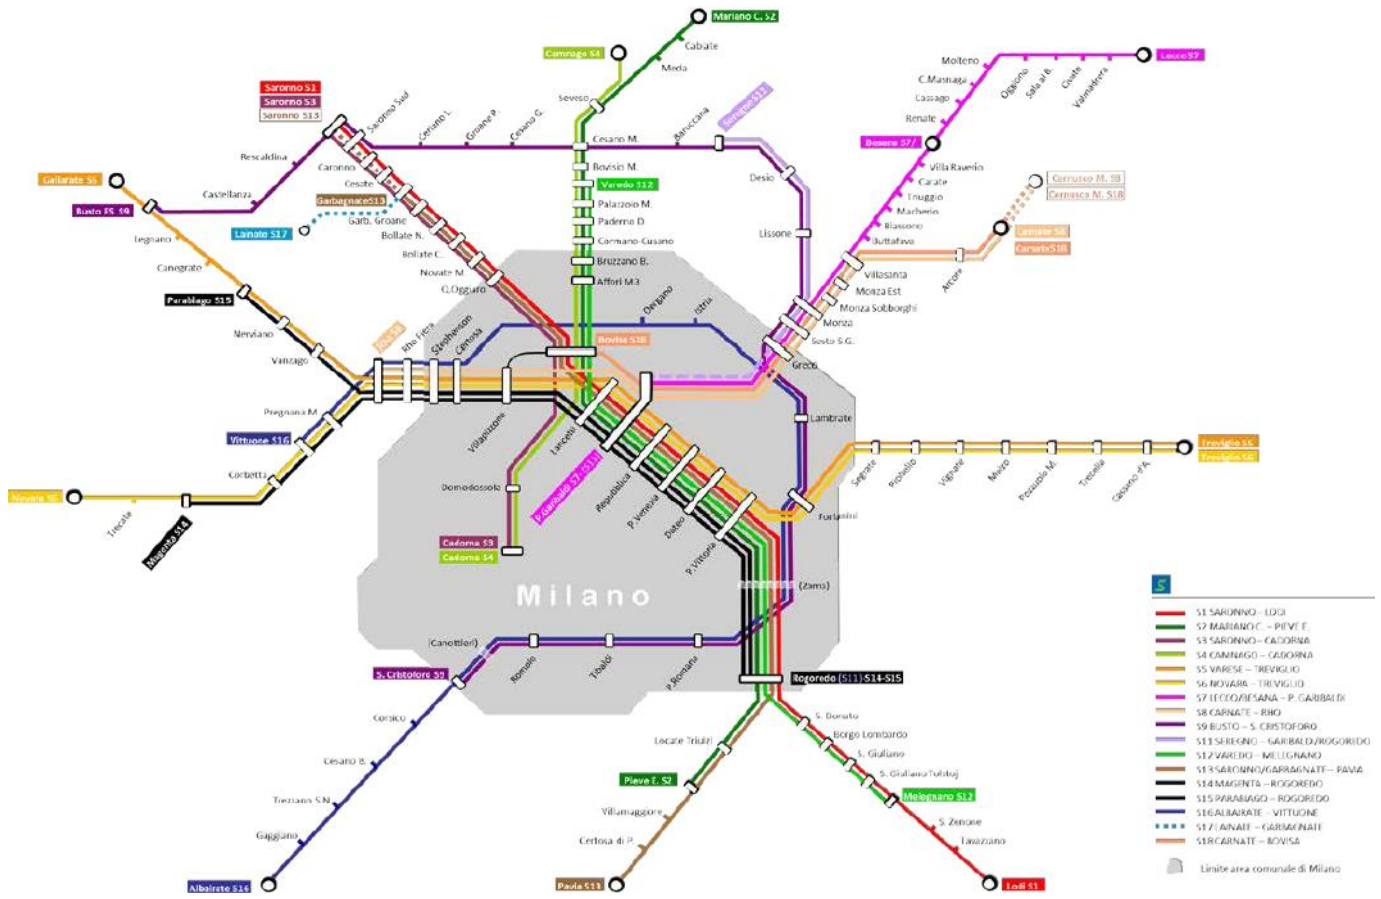 Mariano C. S2
Cabiate
Meda
Camnago S4
Seveso
Molteno
C.Masnaga
Cassago
Renate
Oggiono
Sala al B.
Civate
Valmadrera
Lecco S7
Saronno S1
Saronno S3
Saronno S13
Saronno Sud
Ceriano L.
Groane P.
Cesano G.
Cesano M.
Baruccana
Seregno S11
Besana S7/
Rescaldina
Caronno
Cesate
Bovisio M.
Desio
Villa Raverio
Carate
Triuggio
Macherio
Biassono
Buttafava
Cernusco M. S8
Cernusco M. S18
Gallarate S5
Castellanza
Garbagnate S13
Varedo S12
Palazzolo M.
Busto FS. S9
Lainate S17
Garb. Groane
Bollate N.
Bollate C.
Novate M.
Q.Oggiaro
Paderno D
Cormano-Cusano
Bruzzano B.
Affori M3
Lissone
Carnate S8
Carnate S18
Arcore
Legnano
Canegrate
Parabiago S15
Nerviano
Vanzago
Villasanta
Monza Est
Monza Sobborghi
Monza
Sesto S.G.
Greco
Dergano
Istria
Rho S8
Rho Fiera
Stephenson
Certosa
Bovisa S18
Pregnana M.
Vittuone S16
Corbetta
Villapizzone
Lancetti
P.Garibaldi S7-(S11)
Repubblica
P.Venezia
Dateo
P.Vittoria
Lambrate
Segrate
Pioltello
Vignate
Melzo
Pozzuolo M.
Trecella
Cassano d'A.
Treviglio S5
Treviglio S6
Novara S6
Trecate
Magenta S14
Domodossola
Forlanini
Cadorna S3
Cadorna S4
Milano
(Zama)
(Canottieri)
S. Cristoforo S9
Romolo
Tibaldi
P.Romana
Rogoredo (S11)-S14-S15
Corsico
Cesano B.
Trezzano S.N.
Gaggiano
Albairate S16
Locate Triulzi
Pieve E. S2
Villamaggiore
Certosa di P.
Pavia S13
S. Donato
Borgo Lombardo
S. Giuliano
S. Giuliano Tolstoj
Melegnano S12
S. Zenone
Tavazzano
Lodi S1
S
S1 SARONNO – LODI
S2 MARIANO C. – PIEVE E.
S3 SARONNO – CADORNA
S4 CAMNAGO – CADORNA
S5 VARESE – TREVIGLIO
S6 NOVARA – TREVIGLIO
S7 LECCO/BESANA – P. GARIBALDI
S8 CARNATE – RHO
S9 BUSTO – S. CRISTOFORO
S11 SEREGNO – GARIBALDI/ROGOREDO
S12 VAREDO – MELEGNANO
S13 SARONNO/GARBAGNATE – PAVIA
S14 MAGENTA – ROGOREDO
S15 PARABIAGO – ROGOREDO
S16 ALBAIRATE – VITTUONE
S17 LAINATE – GARBAGNATE
S18 CARNATE – BOVISA
Limite area comunale di Milano